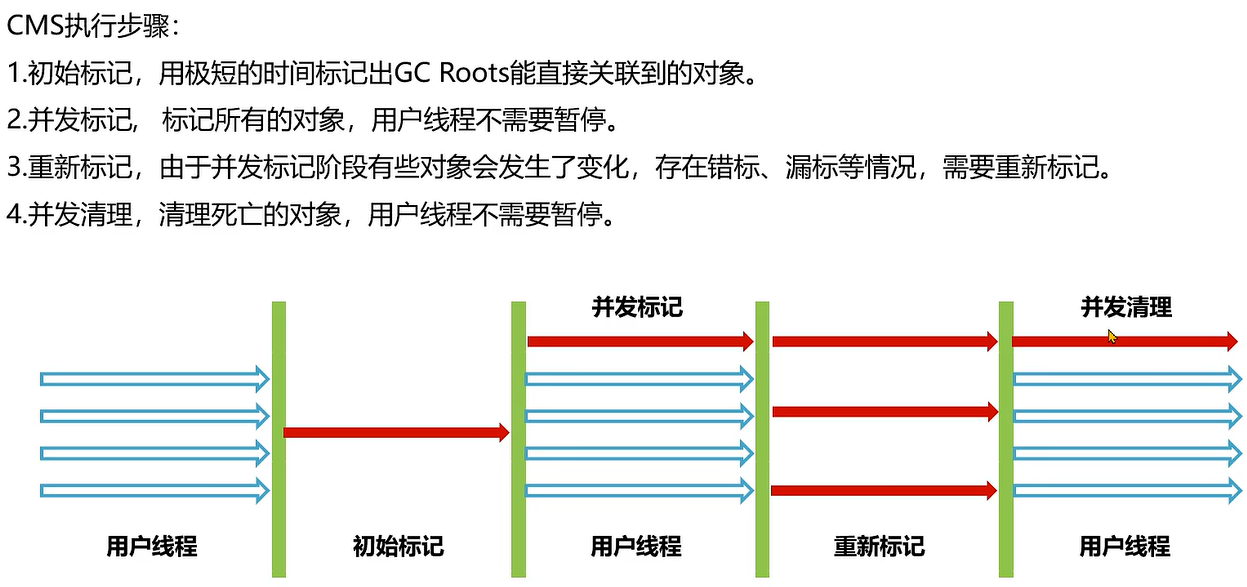 CMS执行步骤：
1.初始标记，用极短的时间标记出GC Roots能直接关联到的对象。
2.并发标记， 标记所有的对象，用户线程不需要暂停。
3.重新标记，由于并发标记阶段有些对象会发生了变化，存在错标、漏标等情况，需要重新标记。
4.并发清理，清理死亡的对象，用户线程不需要暂停。
并发标记
并发清理
用户线程
初始标记
用户线程
重新标记
用户线程